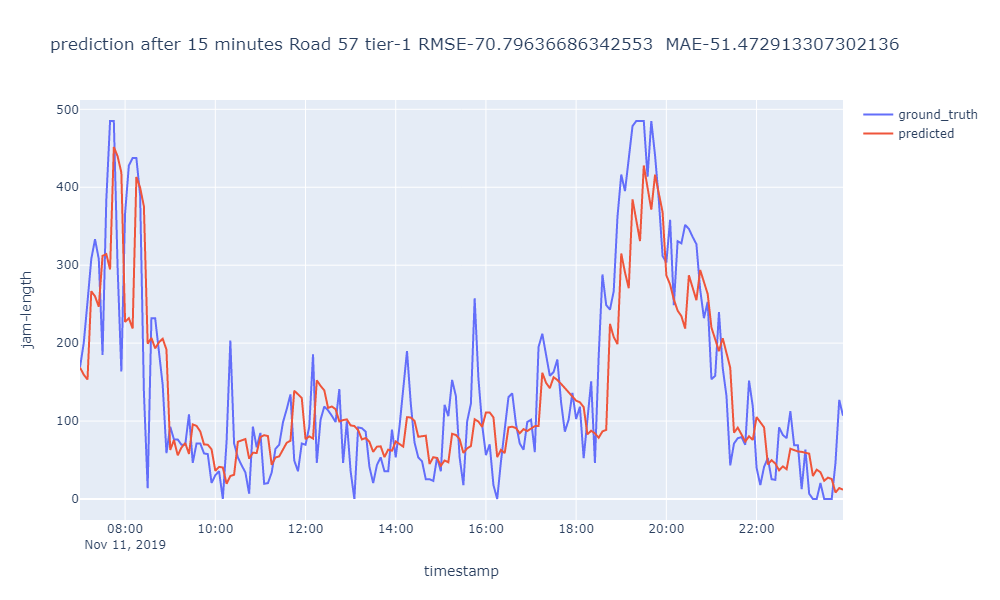 prediction after 15 minutes Road 57 tier-1 RMSE-70.79636686342553  MAE-51.472913307302136
ground_truth
predicted
500
400
300
200
100
0
jam-length
08:00 10:00 12:00 14:00 16:00 18:00 20:00 22:00
Nov 11, 2019
timestamp